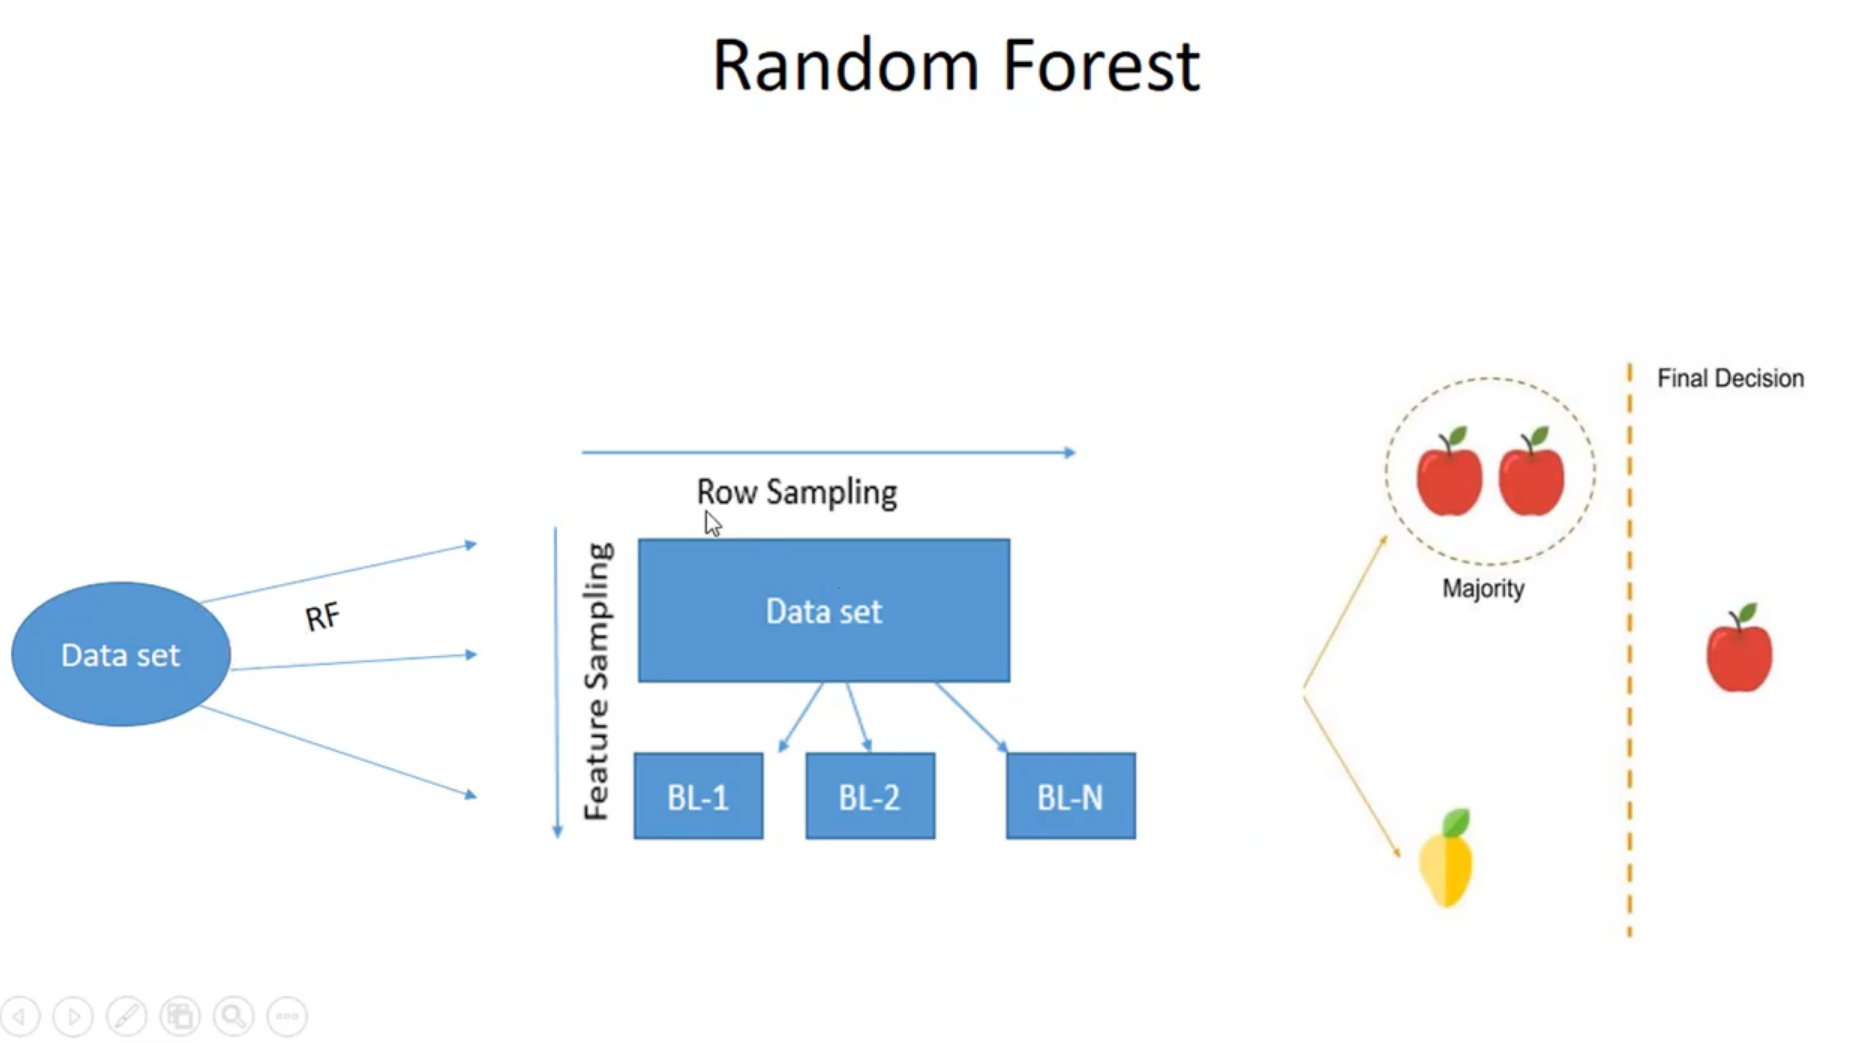 Random Forest
Data set
RF
Row Sampling
Feature Sampling
Data set
BL-1
BL-2
BL-N
Majority
Final Decision